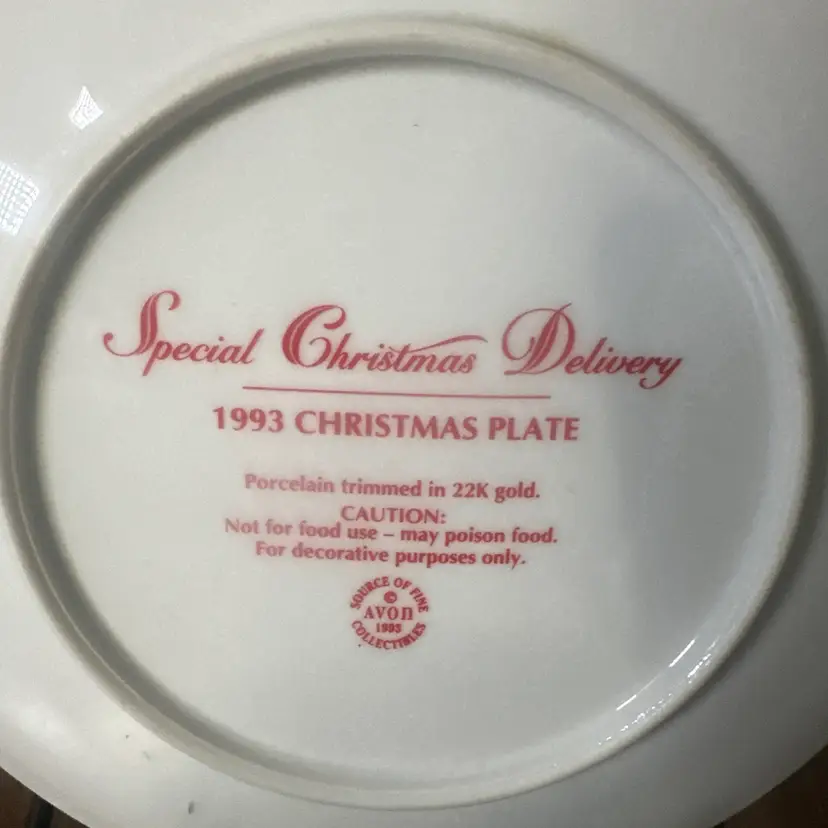 Special Christmas Delivery
1993 CHRISTMAS PLATE
Porcelain trimmed in 22K gold.
CAUTION:
Not for food use – may poison food.
For decorative purposes only.
SOURCE OF FINE
©
AVON
1993
COLLECTIBLES